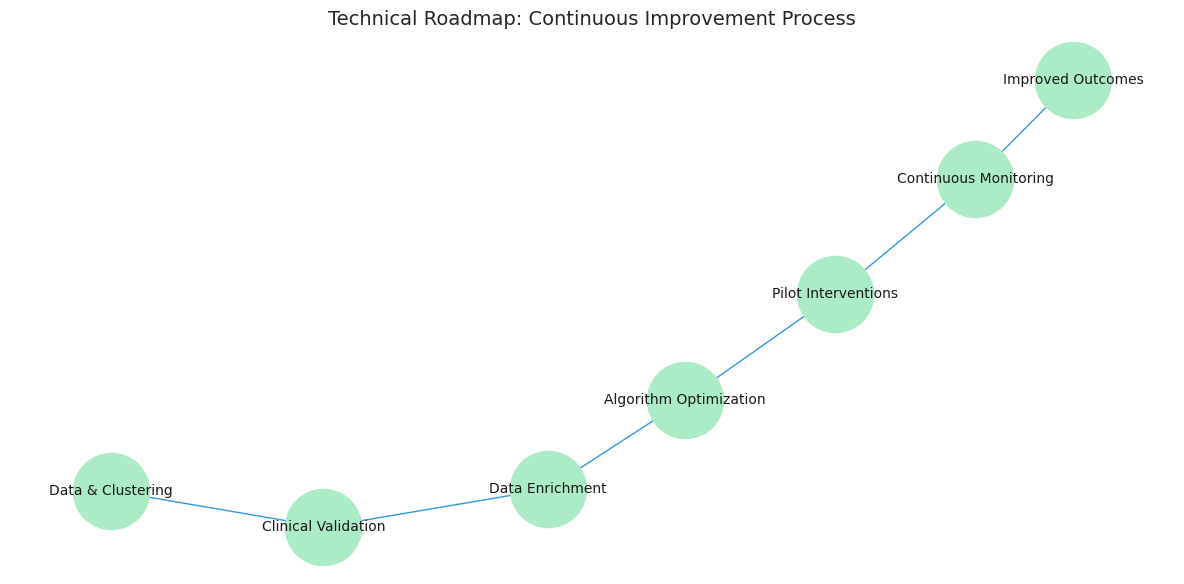 Technical Roadmap: Continuous Improvement Process
Data & Clustering
Clinical Validation
Data Enrichment
Algorithm Optimization
Pilot Interventions
Continuous Monitoring
Improved Outcomes